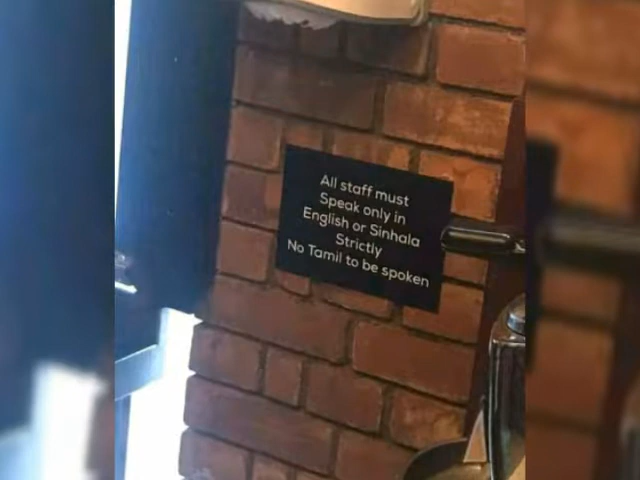 All staff must
Speak only in
English or Sinhala
Strictly
No Tamil to be spoken